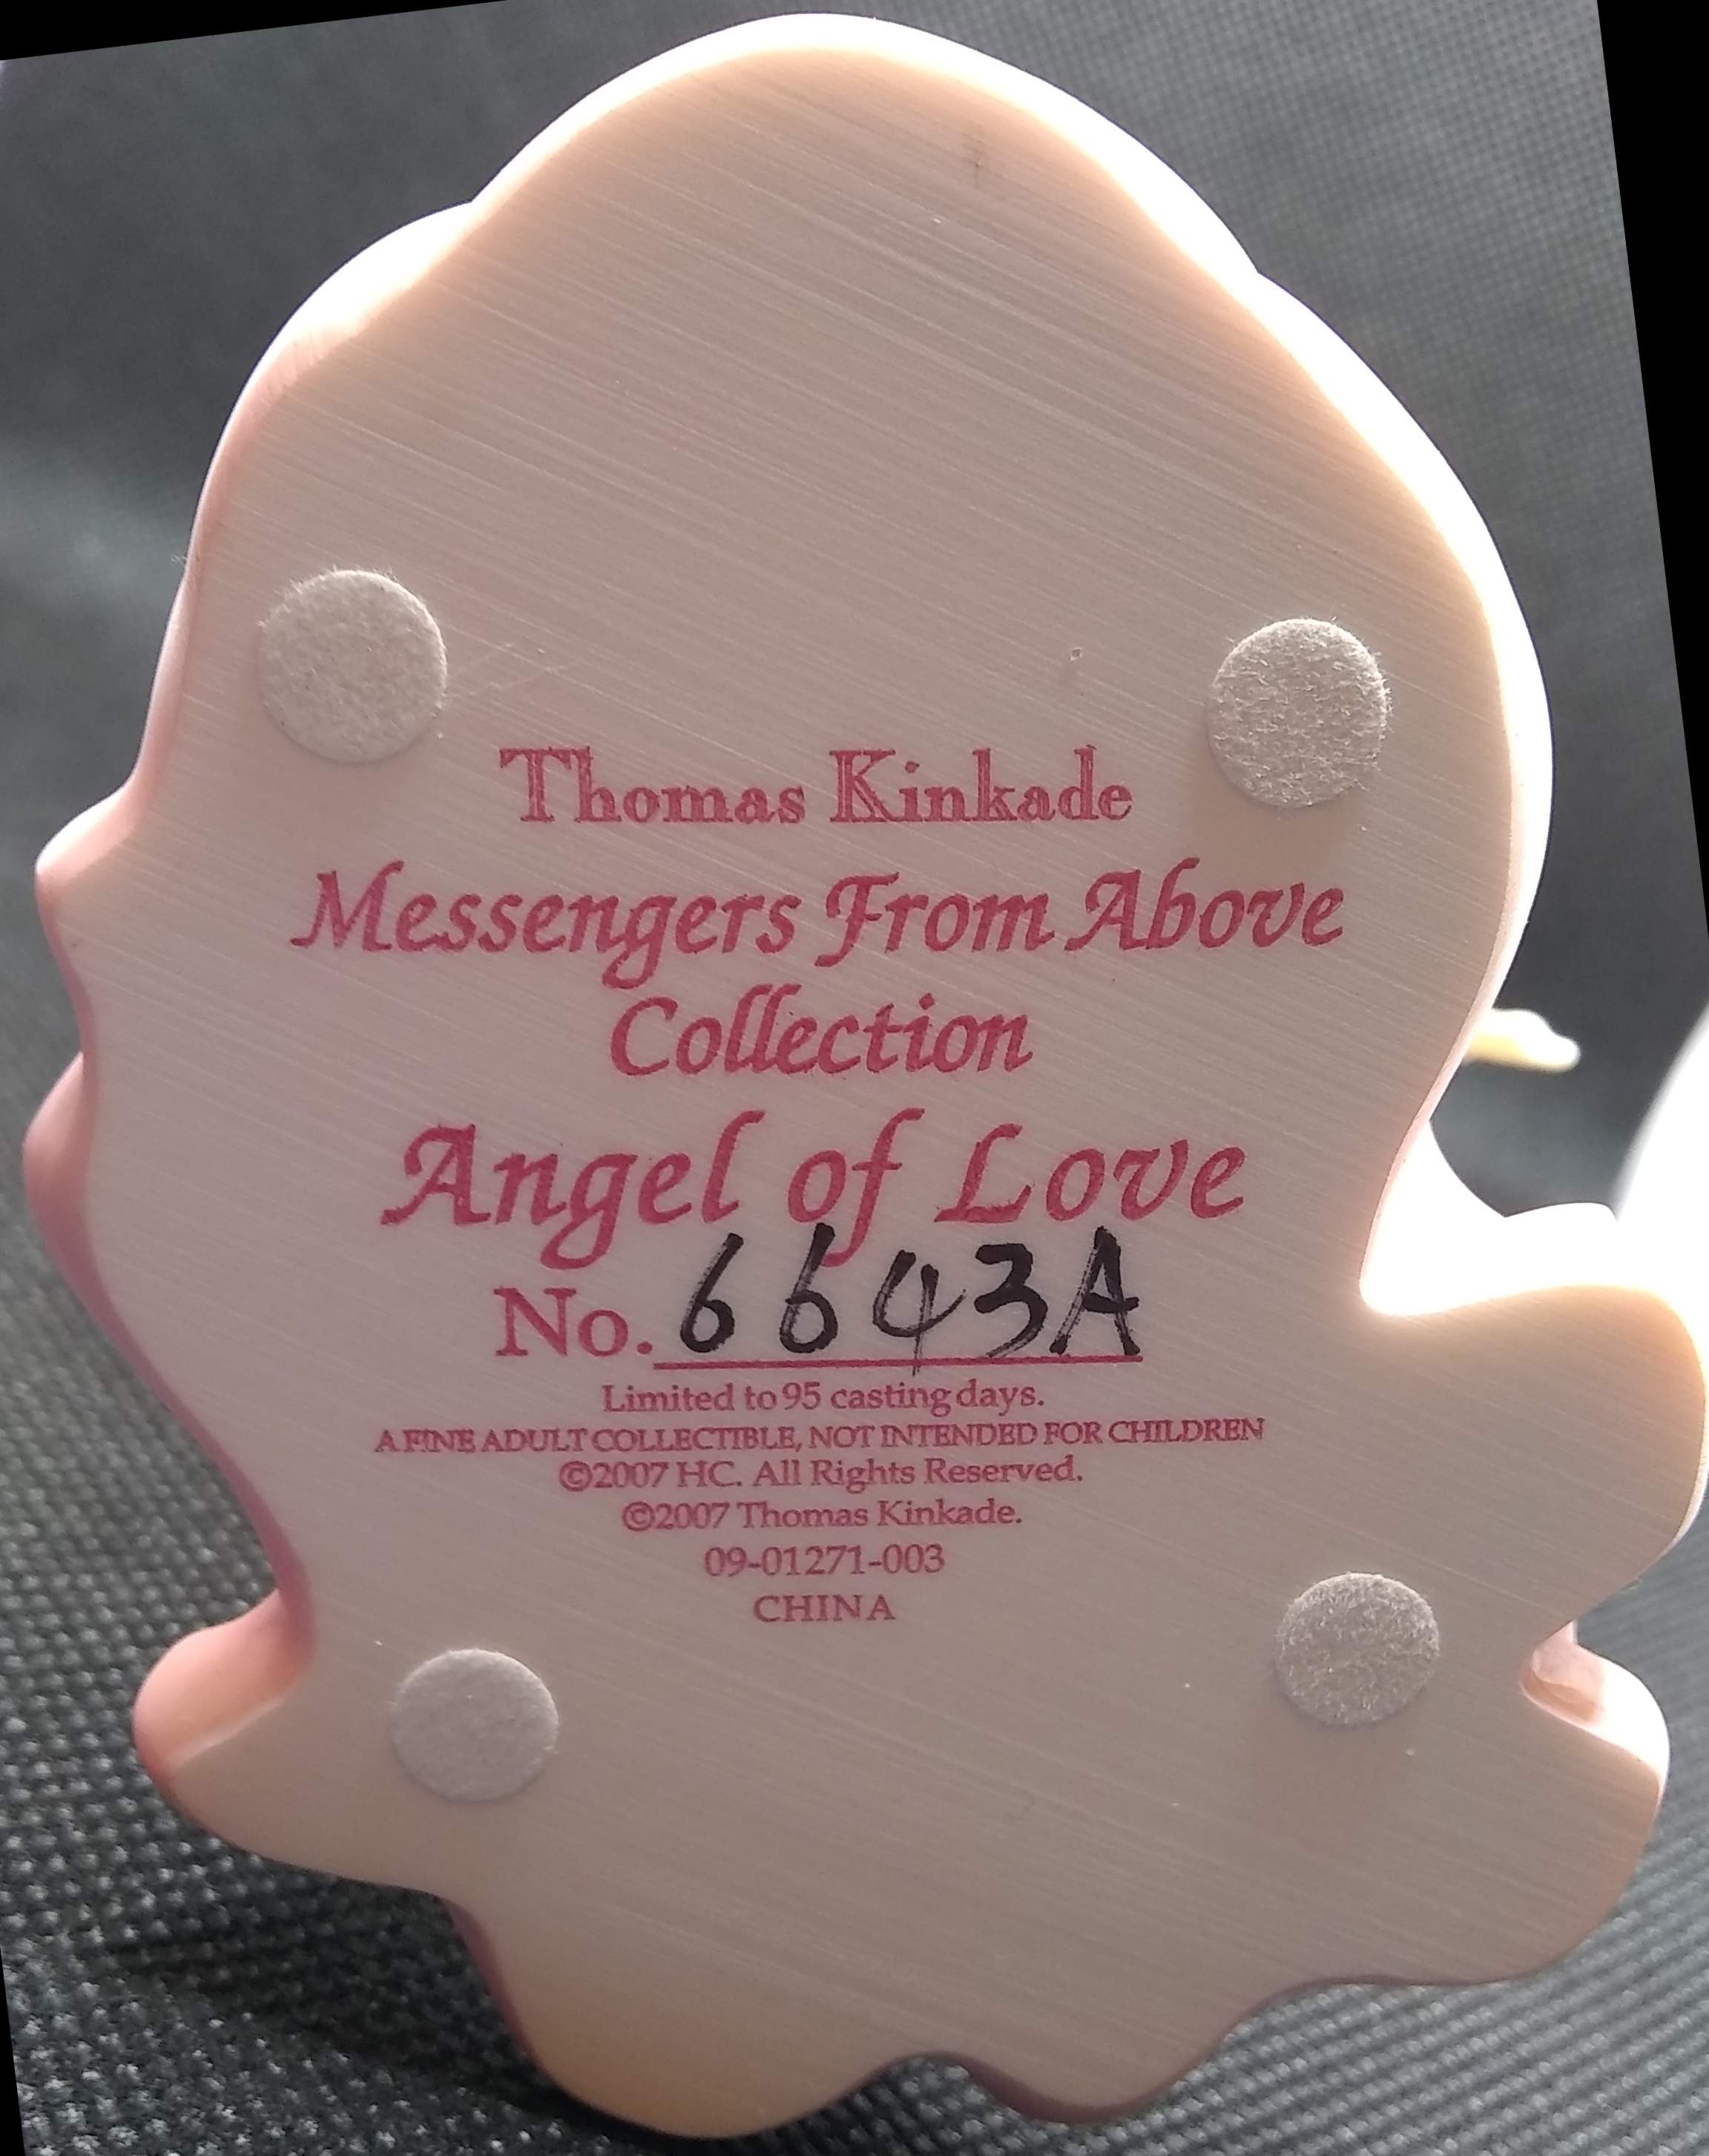 Thomas Kinkade
Messengers From Above
Collection
Angel of Love
No. 6643A
Limited to 95 casting days.
A FINE ADULT COLLECTIBLE, NOT INTENDED FOR CHILDREN
©2007 HC. All Rights Reserved.
©2007 Thomas Kinkade.
09-01271-003
CHINA